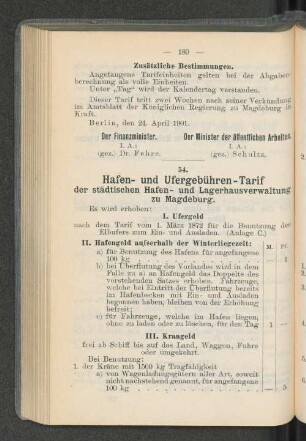 — 180 —
Zusätzliche Bestimmungen.
Angefangene Tarifeinheiten gelten bei der Abgaben-
berechnung als volle Einheiten.
Unter „Tag“ wird der Kalendertag verstanden.
Dieser Tarif tritt zwei Wochen nach seiner Verkündung
im Amtsblatt der Königlichen Regierung zu Magdeburg in
Kraft.
Berlin, den 24. April 1901.
Der Finanzminister. Der Minister der öffentlichen Arbeiten.
I. A.: I. A.:
(gez.) Dr. Fehre. (gez.) Schultz.
54.
Hafen- und Ufergebühren-Tarif
der städtischen Hafen- und Lagerhausverwaltung
zu Magdeburg.
Es wird erhoben:
I. Ufergeld
nach dem Tarif vom 1. März 1872 für die Benutzung der
Elbufers zum Ein- und Ausladen. (Anlage C.)
II. Hafengeld außerhalb der Winterliegezeit: M. Pf.
a) für Benutzung des Hafens für angefangene
100 kg — 1
b) bei Überflutung des Vorlandes wird in dem
Falle zu a) an Hafengeld das Doppelte des
vorstehenden Satzes erhoben. Fahrzeuge,
welche bei Eintritt der Überflutung bereits
im Hafenbecken mit Ein- und Ausladen
begonnen haben, bleiben von der Erhöhung
befreit;
c) für Fahrzeuge, welche im Hafen liegen,
ohne zu laden oder zu löschen, für den Tag 1 —
III. Krangeld
frei ab Schiff bis auf das Land, Waggon, Fuhre
oder umgekehrt.
Bei Benutzung:
1. der Kräne mit 1500 kg Tragfähigkeit
a) von Wagenladungsgütern aller Art, soweit
nicht nachstehend genannt, für angefangene
100 kg — 5